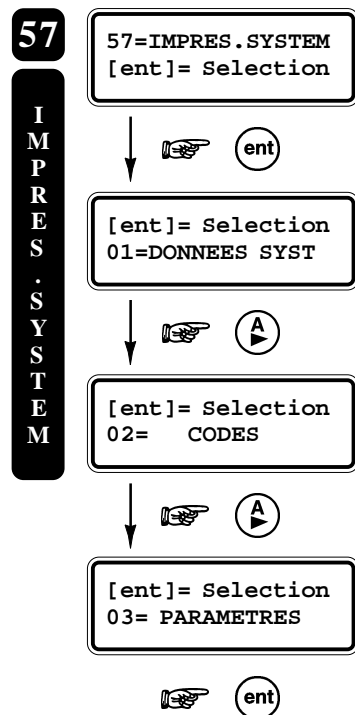 57
IMPRES.SYSTEM
57=IMPRES.SYSTEM
[ent]= Selection
ent
[ent]= Selection
01=DONNEES SYST
A
[ent]= Selection
02= CODES
A
[ent]= Selection
03= PARAMETRES
ent